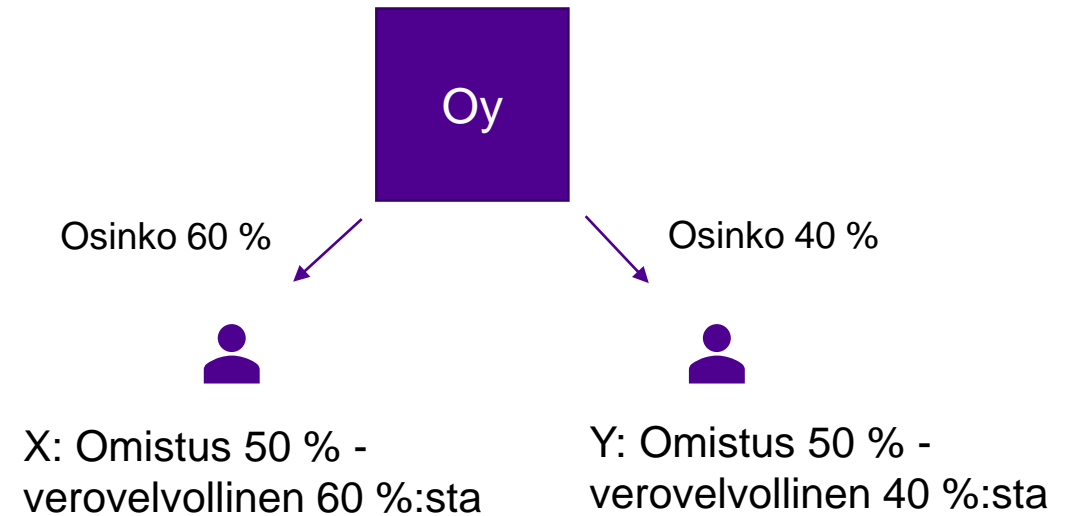 Oy
Osinko 60 %
Osinko 40 %
X: Omistus 50 % -
verovelvollinen 60 %:sta
Y: Omistus 50 % -
verovelvollinen 40 %:sta